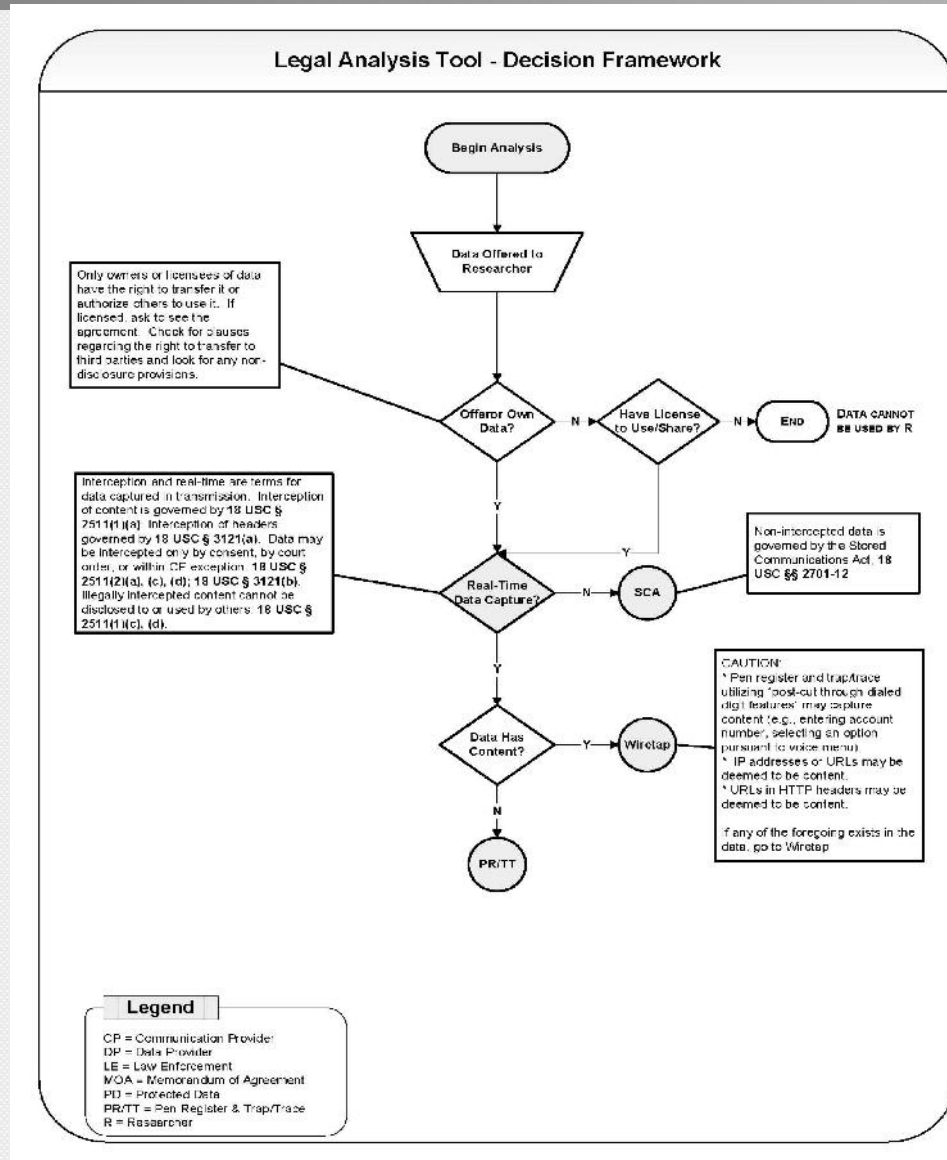 Legal Analysis Tool - Decision Framework
Begin Analysis
Data Offered to
Researcher
Only owners or licensees of data
have the right to transfer it or
authorize others to use it. If
licensed, ask to see the
agreement. Check for clauses
regarding the right to transfer to
third parties and look for any non-
disclosure provisions.
Offeror Own
Data?
N
Have License
to Use/Share?
N
END
DATA CANNOT
BE USED BY R
Y
Y
Interception and real-time are terms for
data captured in transmission. Interception
of content is governed by 18 USC §
2511(1)(a). Interception of headers
governed by 18 USC § 3121(a). Data may
be intercepted only by consent, by court
order, or within CP exception. 18 USC §
2511(2)(a), (c), (d); 18 USC § 3121(b).
Illegally intercepted content cannot be
disclosed to or used by others. 18 USC §
2511(1)(c), (d).
Real-Time
Data Capture?
N
SCA
Non-intercepted data is
governed by the Stored
Communications Act, 18
USC §§ 2701-12
Y
Data Has
Content?
Y
Wiretap
CAUTION:
* Pen register and trap/trace
utilizing "post-cut through dialed
digit features" may capture
content (e.g., entering account
number, selecting an option
pursuant to voice menu)
* IP addresses or URLs may be
deemed to be content.
* URLs in HTTP headers may be
deemed to be content.
If any of the foregoing exists in the
data, go to Wiretap
N
PR/TT
Legend
CP = Communication Provider
DP = Data Provider
LE = Law Enforcement
MOA = Memorandum of Agreement
PD = Protected Data
PR/TT = Pen Register & Trap/Trace
R = Researcher